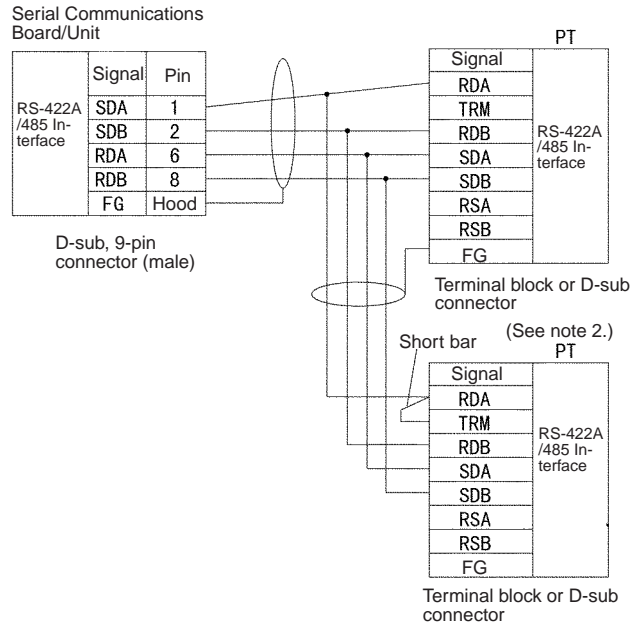 Serial Communications
Board/Unit
Signal Pin
RS-422A
/485 In-
terface
SDA 1
SDB 2
RDA 6
RDB 8
FG Hood
D-sub, 9-pin
connector (male)
PT
Signal
RDA
TRM
RDB
SDA
SDB
RSA
RSB
FG
RS-422A
/485 In-
terface
Terminal block or D-sub
connector
(See note 2.)
Short bar
PT
Signal
RDA
TRM
RDB
SDA
SDB
RSA
RSB
FG
RS-422A
/485 In-
terface
Terminal block or D-sub
connector